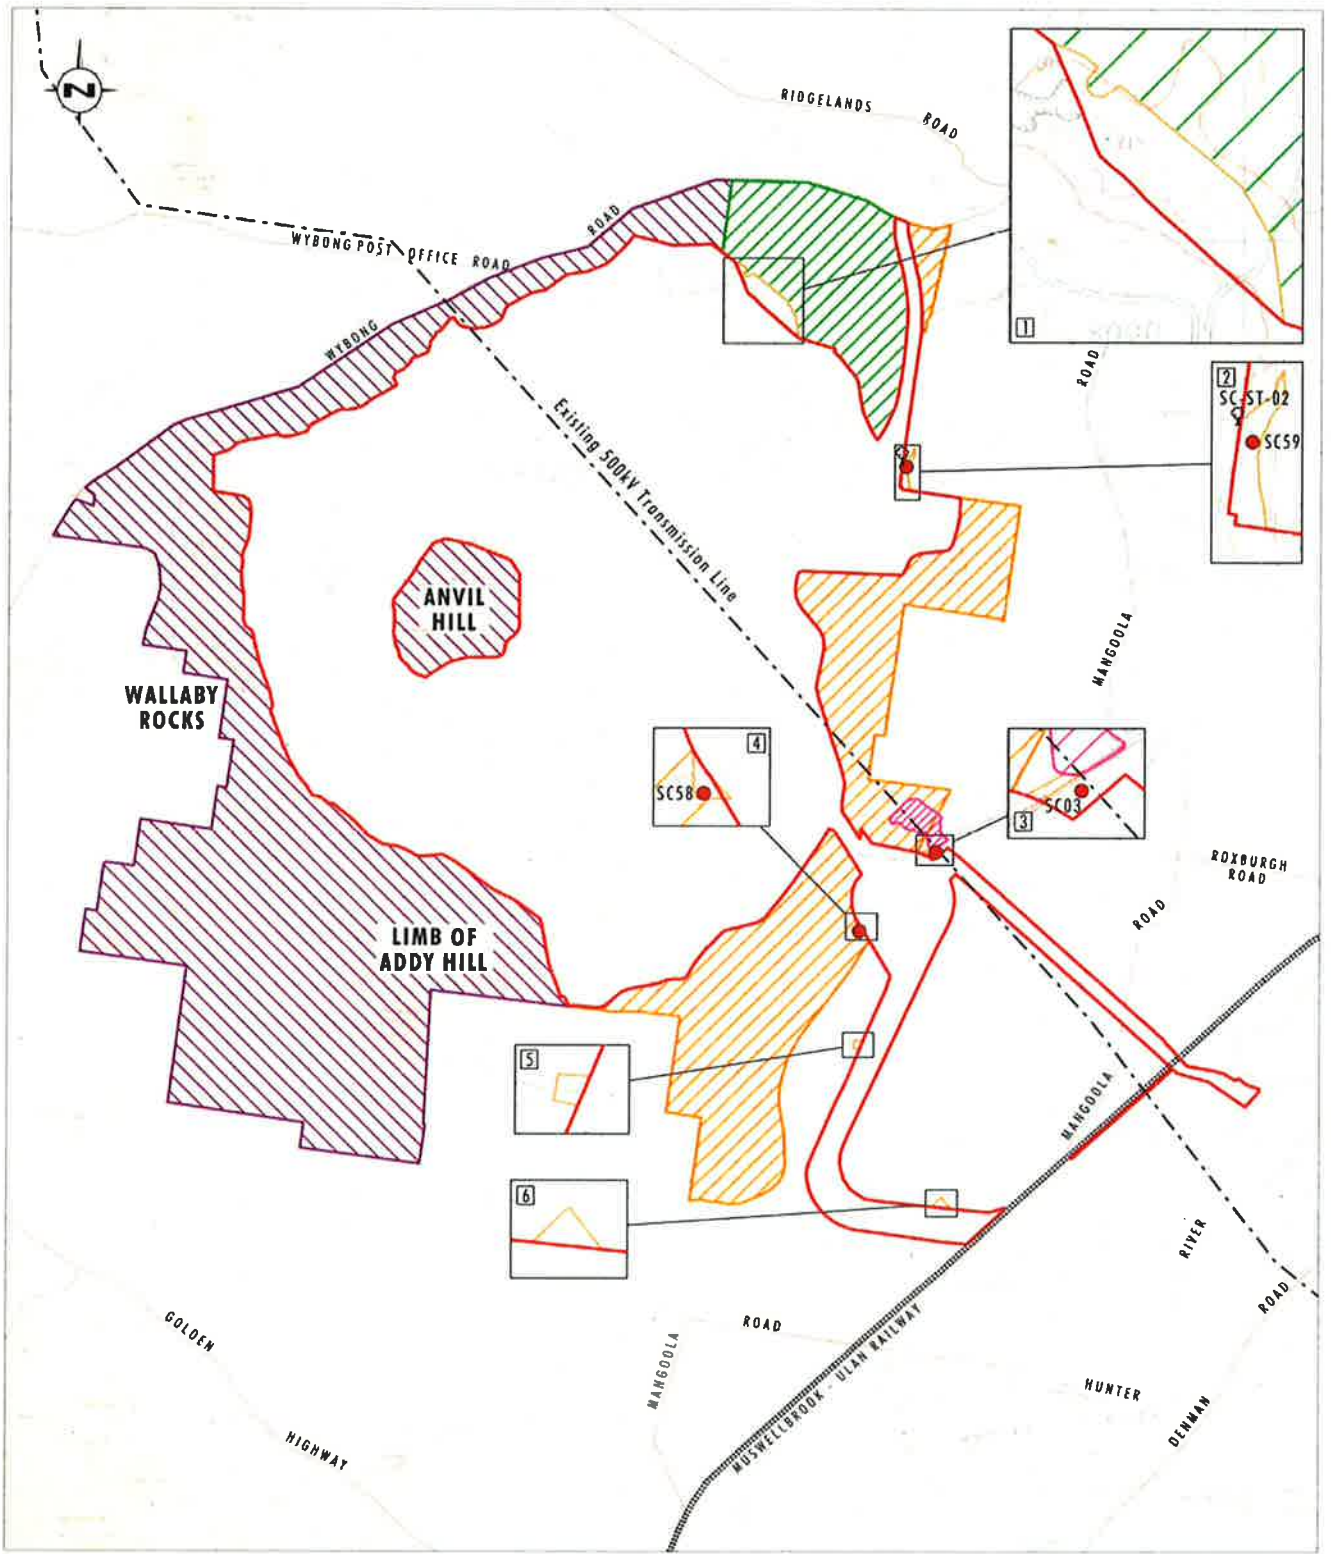 N
RIDGELANDS
ROAD
ROAD
WYBONG POST OFFICE ROAD
1
WYBONG
ROAD
2
SC-ST-02
SC59
Existing 500kV Transmission Line
ANVIL
HILL
MANGOOLA
WALLABY
ROCKS
4
SC58
SC03
3
ROXBURGH
ROAD
ROAD
LIMB OF
ADDY HILL
5
MANGOOLA
6
RIVER
ROAD
GOLDEN
ROAD
MANGOOLA
MUSWELLBROOK - ULAN RAILWAY
HUNTER
DENMAN
HIGHWAY